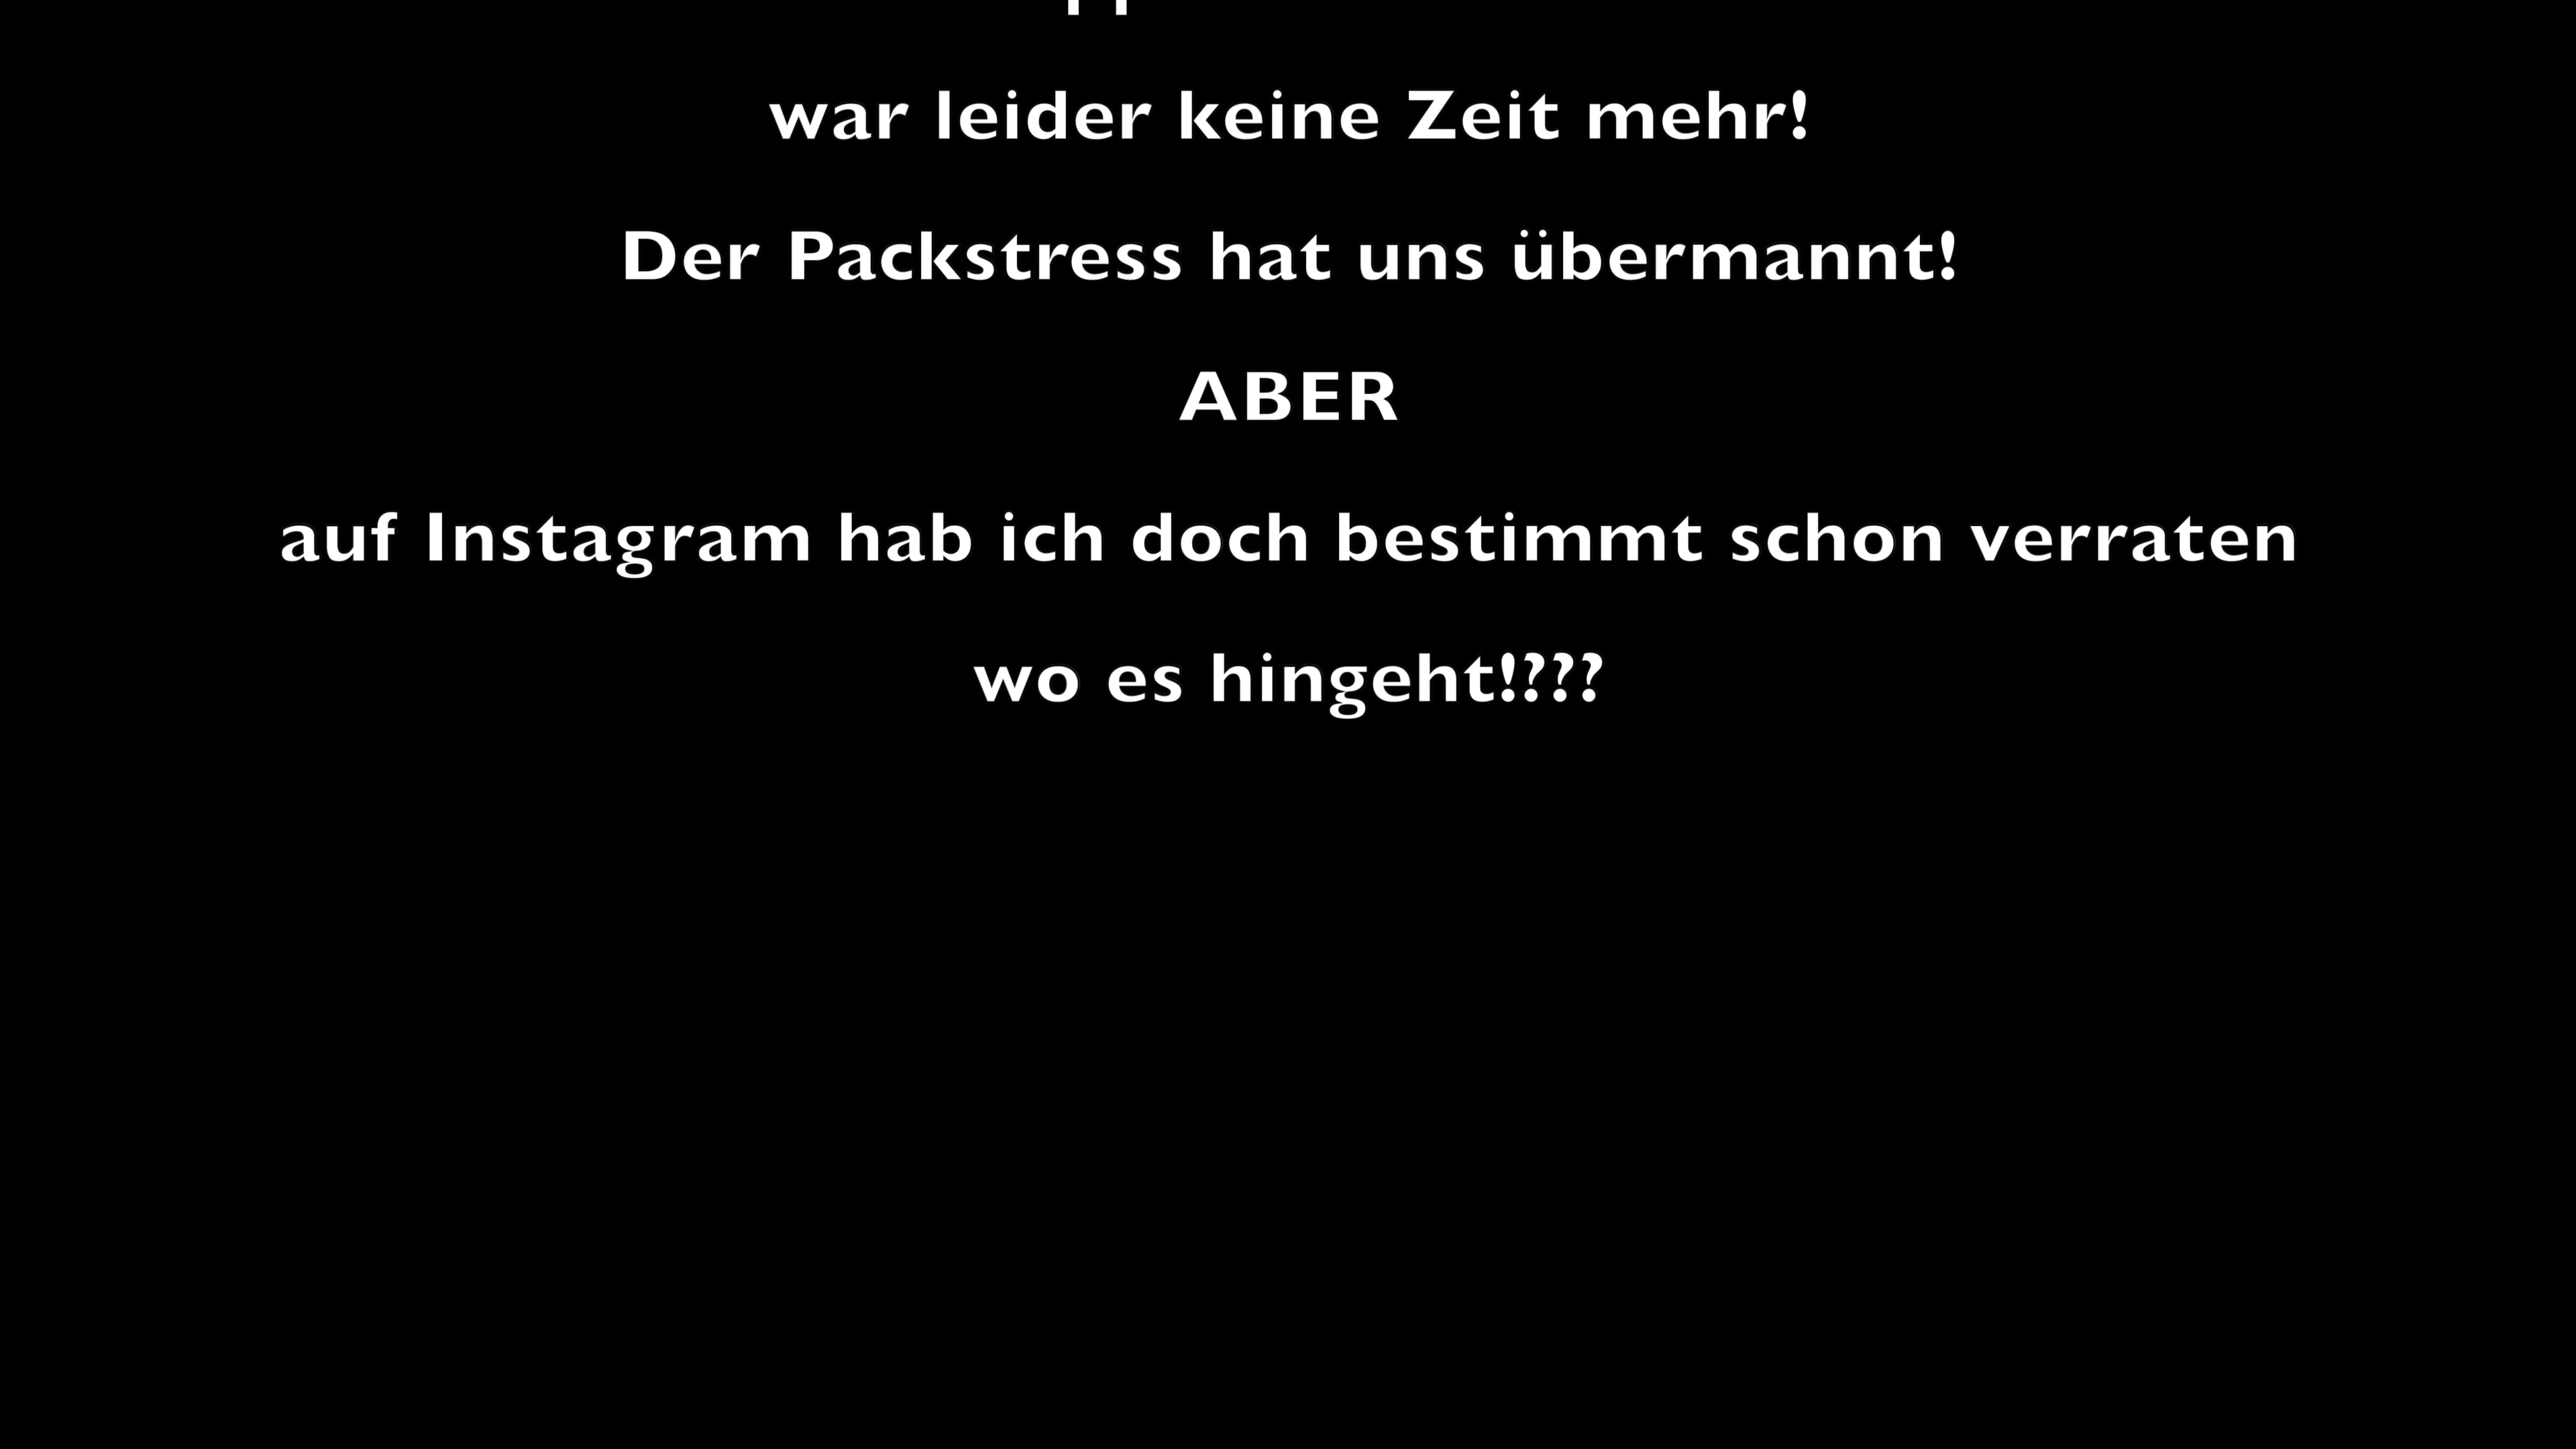 war leider keine Zeit mehr!
Der Packstress hat uns übermannt!
ABER
auf Instagram hab ich doch bestimmt schon verraten
wo es hingeht!???